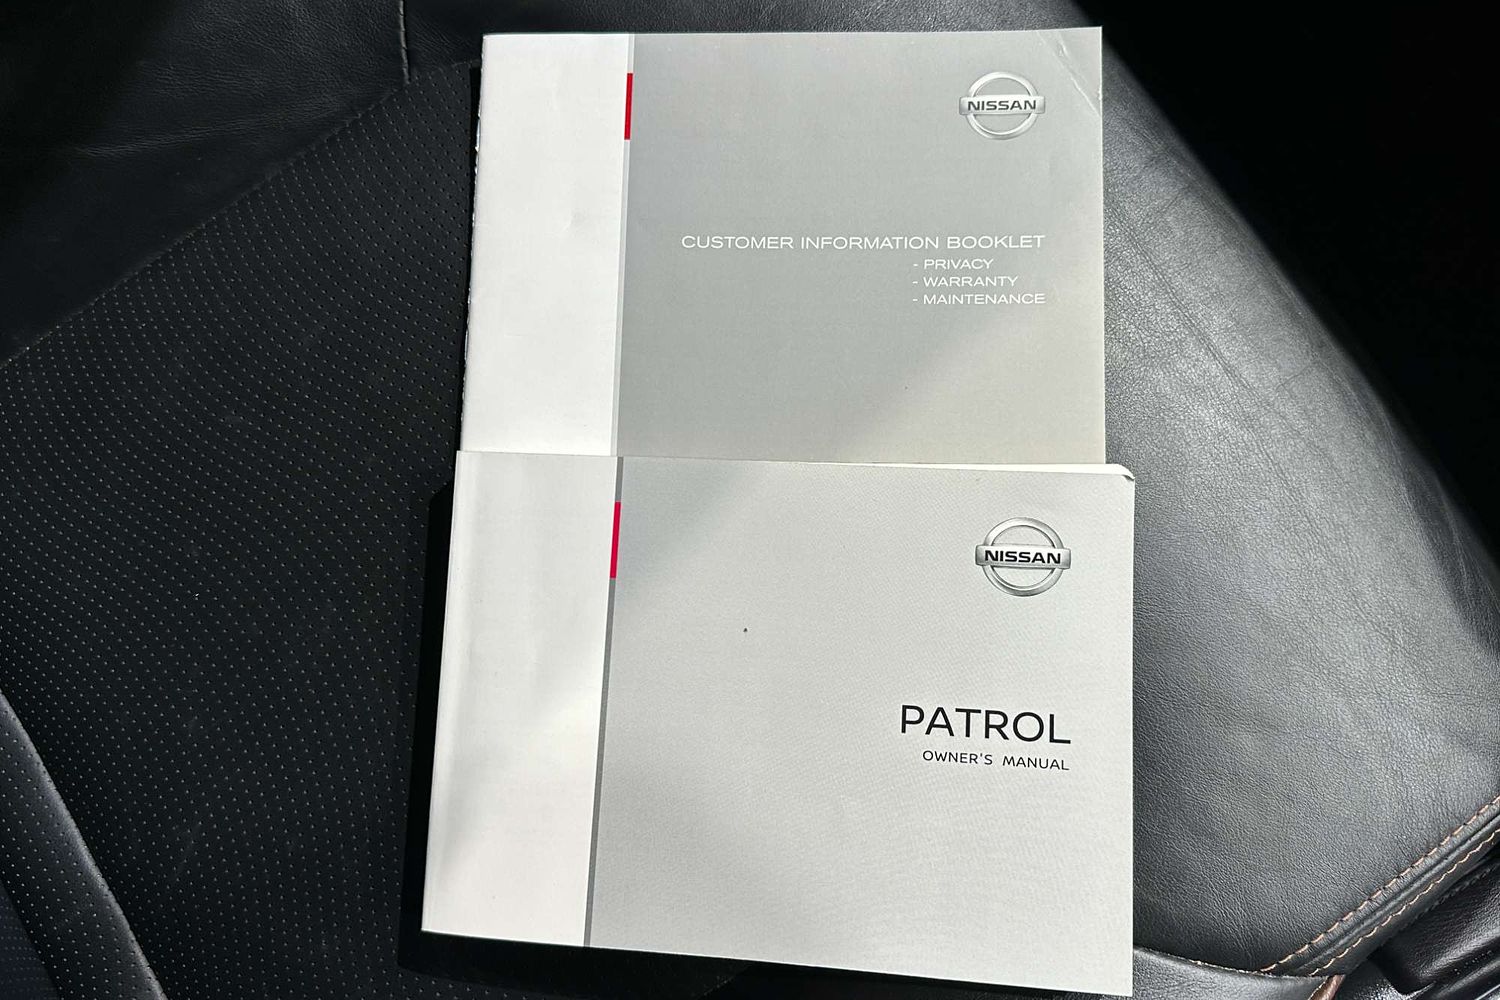 NISSAN
CUSTOMER INFORMATION BOOKLET
- PRIVACY
- WARRANTY
- MAINTENANCE
NISSAN
PATROL
OWNER'S MANUAL